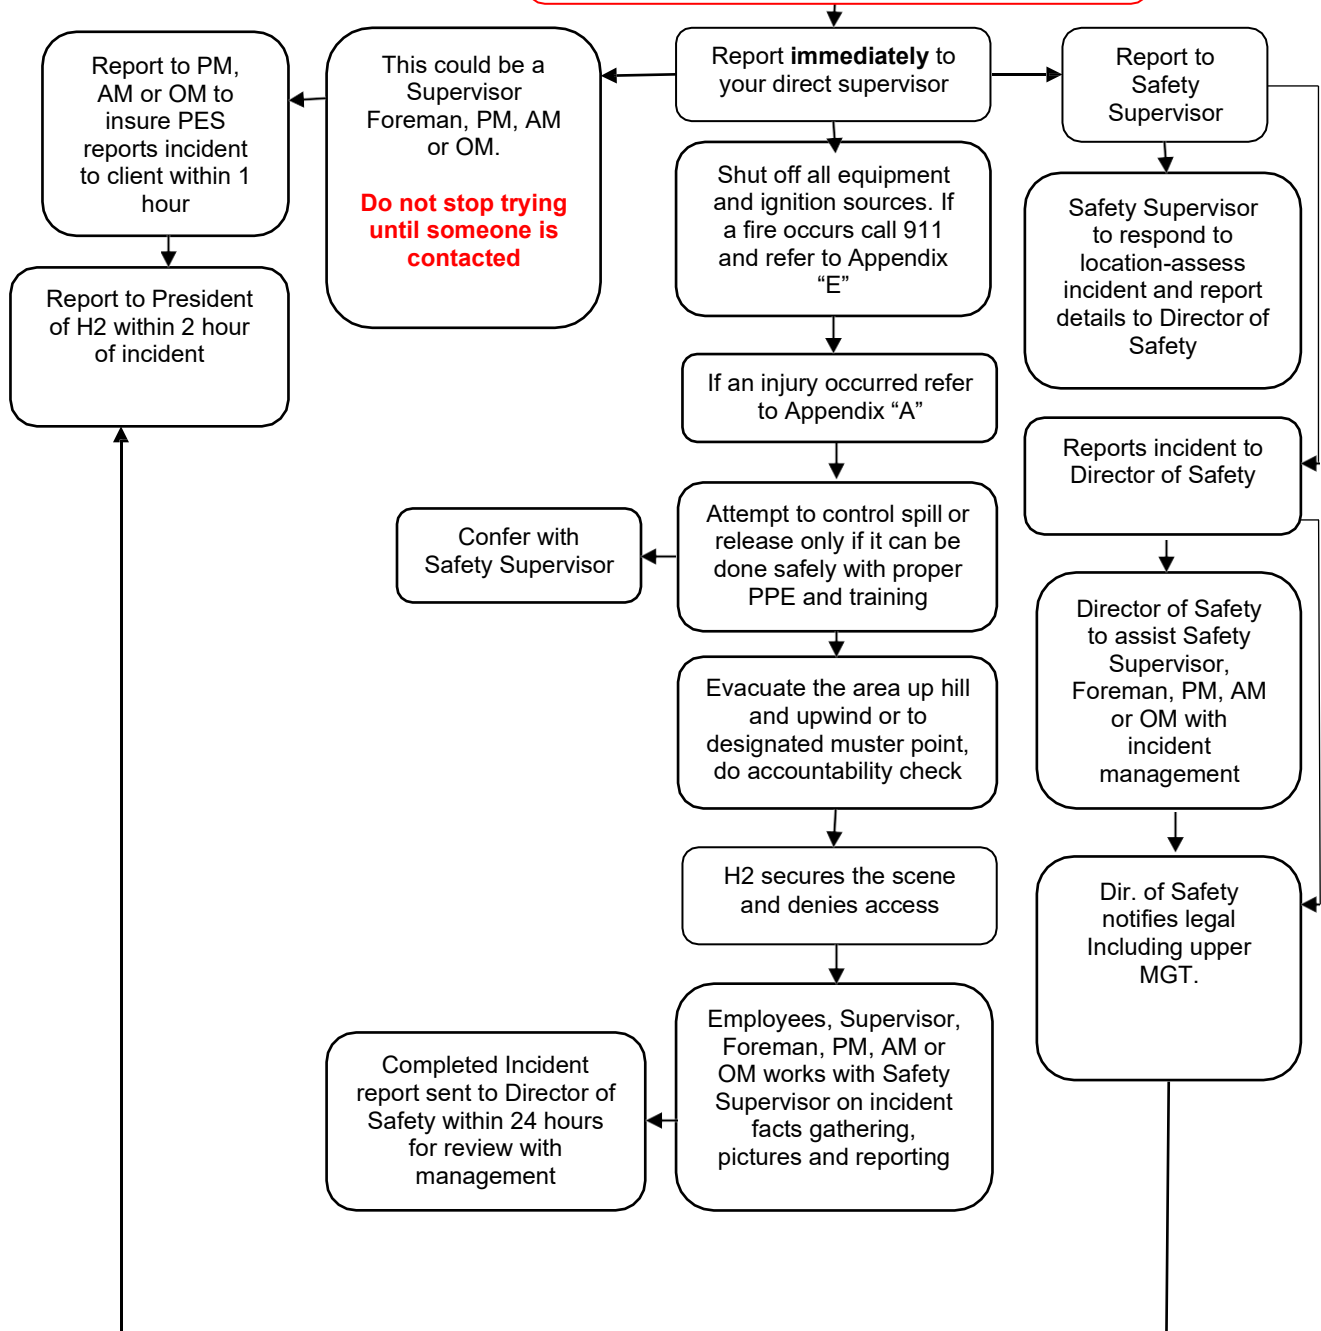 Report to PM,
AM or OM to
insure PES
reports incident
to client within 1
hour
This could be a
Supervisor
Foreman, PM, AM
or OM.
Do not stop trying
until someone is
contacted
Report immediately to
your direct supervisor
Report to
Safety
Supervisor
Shut off all equipment
and ignition sources. If
a fire occurs call 911
and refer to Appendix
“E”
Safety Supervisor
to respond to
location-assess
incident and report
details to Director of
Safety
Report to President
of H2 within 2 hour
of incident
If an injury occurred refer
to Appendix “A”
Reports incident to
Director of Safety
Confer with
Safety Supervisor
Attempt to control spill or
release only if it can be
done safely with proper
PPE and training
Director of Safety
to assist Safety
Supervisor,
Foreman, PM, AM
or OM with
incident
management
Evacuate the area up hill
and upwind or to
designated muster point,
do accountability check
H2 secures the scene
and denies access
Dir. of Safety
notifies legal
Including upper
MGT.
Employees, Supervisor,
Foreman, PM, AM or
OM works with Safety
Supervisor on incident
facts gathering,
pictures and reporting
Completed Incident
report sent to Director of
Safety within 24 hours
for review with
management